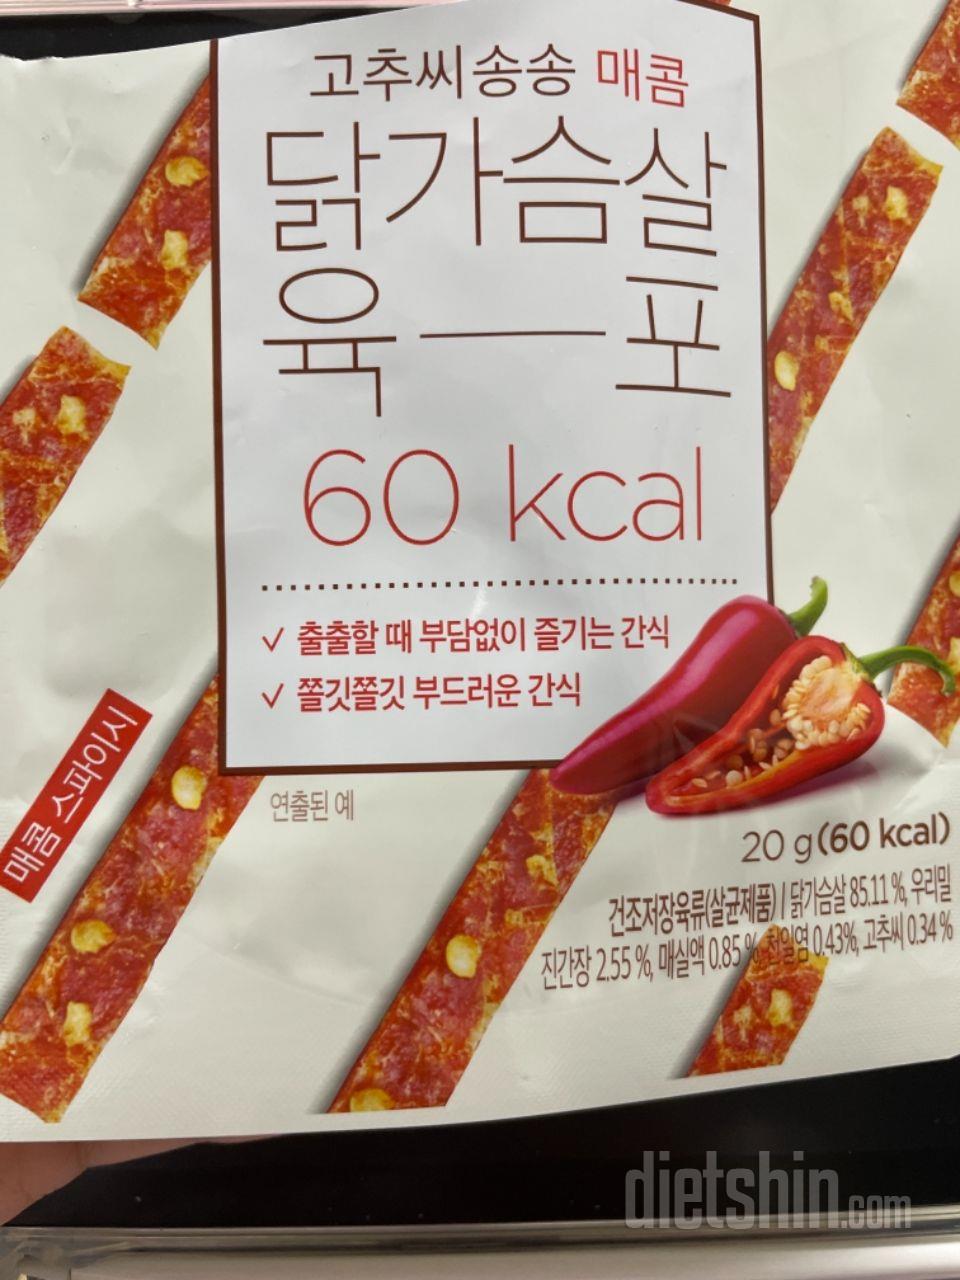 고추씨송송 매콤
닭가슴살
육포
60 kcal
✓ 출출할 때 부담없이 즐기는 간식
✓ 쫄깃쫄깃 부드러운 간식
매콤 스파이시
연출된 예
20 g(60 kcal)
건조저장육류(살균제품) / 닭가슴살 85.11 %, 우리밀
진간장 2.55 %, 매실액 0.85 %, 천일염 0.43%, 고추씨 0.34 %
dietshin.com